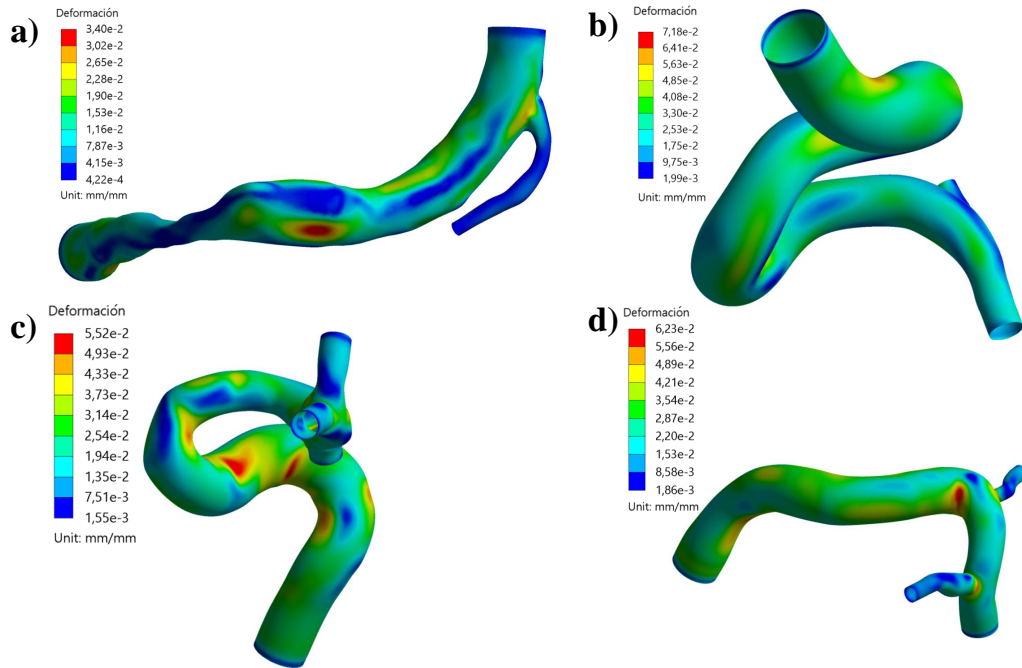 a)
Deformación
3,40e-2
3,02e-2
2,65e-2
2,28e-2
1,90e-2
1,53e-2
1,16e-2
7,87e-3
4,15e-3
4,22e-4
Unit: mm/mm
b)
Deformación
7,18e-2
6,41e-2
5,63e-2
4,85e-2
4,08e-2
3,30e-2
2,53e-2
1,75e-2
9,75e-3
1,99e-3
Unit: mm/mm
c)
Deformación
5,52e-2
4,93e-2
4,33e-2
3,73e-2
3,14e-2
2,54e-2
1,94e-2
1,35e-2
7,51e-3
1,55e-3
Unit: mm/mm
d)
Deformación
6,23e-2
5,56e-2
4,89e-2
4,21e-2
3,54e-2
2,87e-2
2,20e-2
1,53e-2
8,58e-3
1,86e-3
Unit: mm/mm